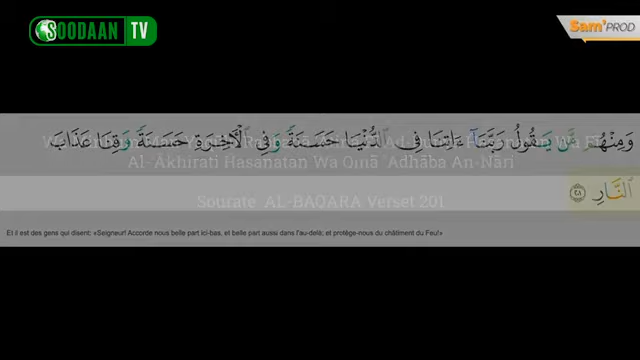 SOODAAN TV
Sam'PROD
وَمِنْهُم مَّن يَقُولُ رَبَّنَآ ءَاتِنَا فِى ٱلدُّنْيَا حَسَنَةً وَفِى ٱلْـَٔاخِرَةِ حَسَنَةً وَقِنَا عَذَابَ
Al-'Ākhirati Ĥasanatan Wa Qinā `Adhāba An-Nāri
ٱلنَّارِ
Sourate AL-BAQARA Verset 201
Et il est des gens qui disent: «Seigneur! Accorde nous belle part ici-bas, et belle part aussi dans l'au-delà; et protège-nous du châtiment du Feu!»